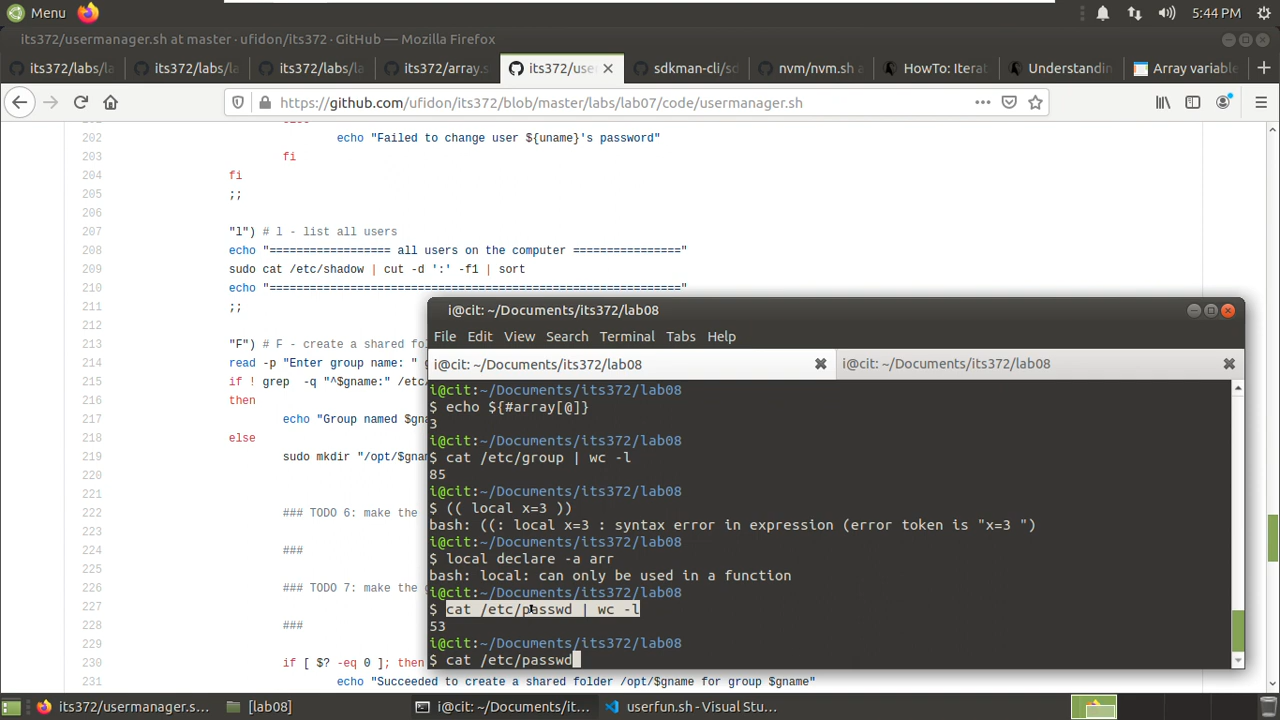 Menu
5:44 PM
its372/usermanager.sh at master · ufidon/its372 · GitHub — Mozilla Firefox
its372/labs/la
its372/labs/la
its372/labs/la
its372/array.s
its372/use
sdkman-cli/sd
nvm/nvm.sh a
HowTo: Iterat
Understanding
Array variable
https://github.com/ufidon/its372/blob/master/labs/lab07/code/usermanager.sh
202 echo "Failed to change user ${uname}'s password"
203 fi
204 fi
205 ;;
206
207 "l") # l - list all users
208 echo "================= all users on the computer ==============="
209 sudo cat /etc/shadow | cut -d ':' -f1 | sort
210 echo "========================================================="
211 ;;
212
213 "F") # F - create a shared fo
214 read -p "Enter group name: " g
215 if ! grep -q "^$gname:" /etc/
216 then
217 echo "Group named $gn
218 else
219 sudo mkdir "/opt/$gna
220
221
222 ### TODO 6: make the
223
224 ###
225
226 ### TODO 7: make the g
227
228 ###
229
230 if [ $? -eq 0 ]; then
231 echo "Succeeded to create a shared folder /opt/$gname for group $gname"
i@cit: ~/Documents/its372/lab08
File Edit View Search Terminal Tabs Help
i@cit: ~/Documents/its372/lab08
i@cit: ~/Documents/its372/lab08
i@cit:~/Documents/its372/lab08
$ echo ${#array[@]}
3
i@cit:~/Documents/its372/lab08
$ cat /etc/group | wc -l
85
i@cit:~/Documents/its372/lab08
$ (( local x=3 ))
bash: ((: local x=3 : syntax error in expression (error token is "x=3 ")
i@cit:~/Documents/its372/lab08
$ local declare -a arr
bash: local: can only be used in a function
i@cit:~/Documents/its372/lab08
$ cat /etc/passwd | wc -l
53
i@cit:~/Documents/its372/lab08
$ cat /etc/passwd
its372/usermanager.s...
[lab08]
i@cit: ~/Documents/it...
userfun.sh - Visual Stu...